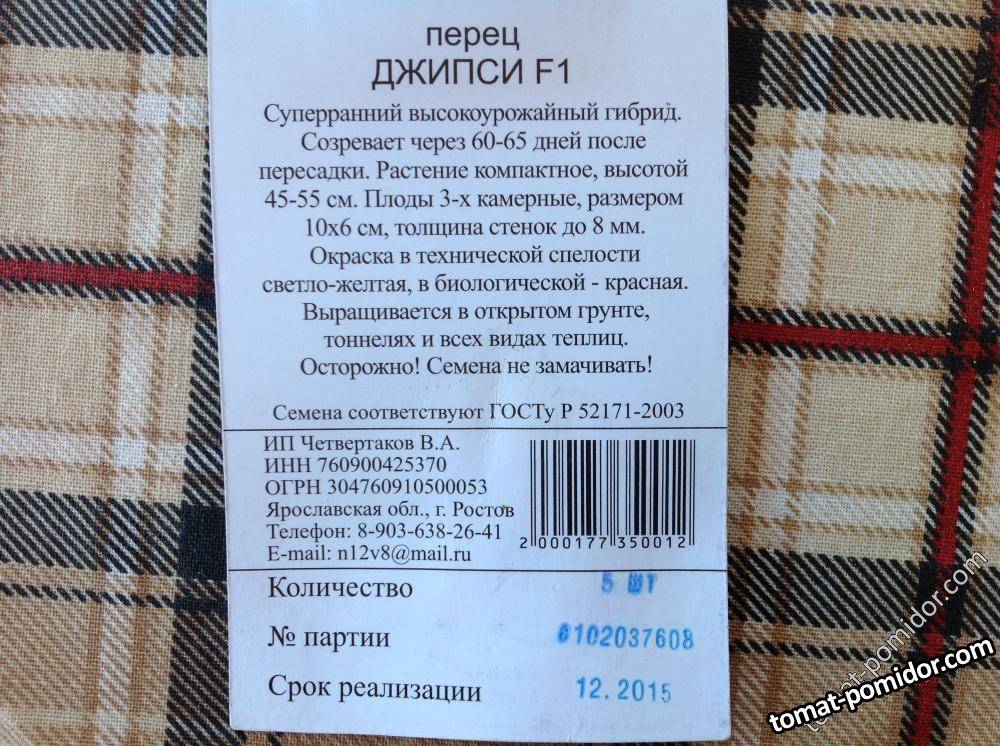 перец
ДЖИПСИ F1
Суперранний высокоурожайный гибрид.
Созревает через 60-65 дней после
пересадки. Растение компактное, высотой
45-55 см. Плоды 3-х камерные, размером
10х6 см, толщина стенок до 8 мм.
Окраска в технической спелости
светло-желтая, в биологической - красная.
Выращивается в открытом грунте,
тоннелях и всех видах теплиц.
Осторожно! Семена не замачивать!
Семена соответствуют ГОСТу Р 52171-2003
ИП Четвертаков В.А.
ИНН 760900425370
ОГРН 304760910500053
Ярославская обл., г. Ростов
Телефон: 8-903-638-26-41
E-mail: n12v8@mail.ru
2 000177 350012
Количество 5 шт
№ партии 6102037608
Срок реализации 12.2015
tomat-pomidor.com
tomat-pomidor.com